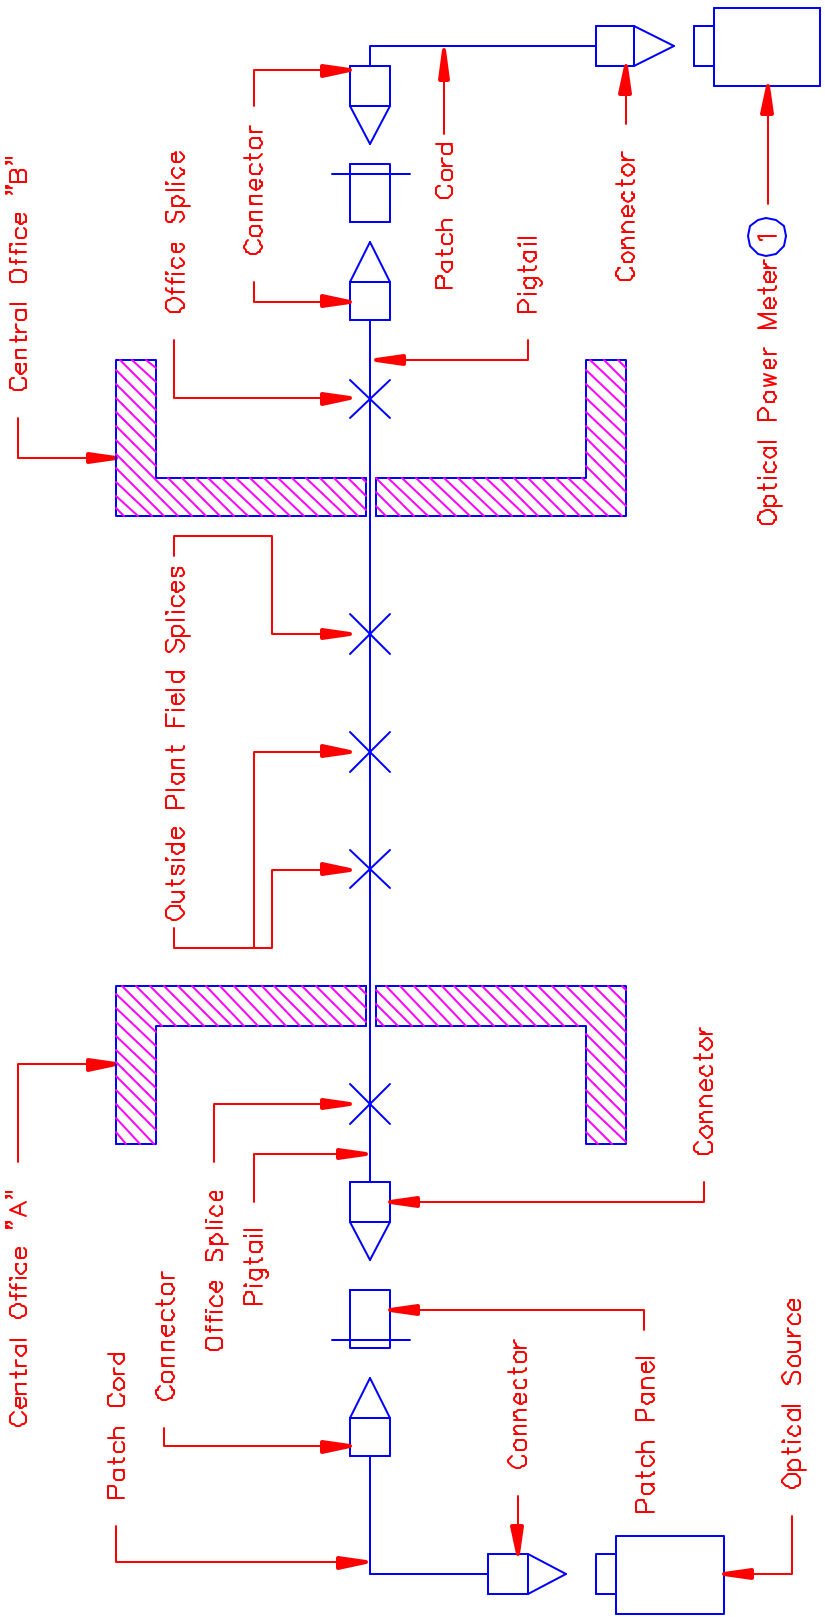 Central Office "A"
Patch Cord
Connector
Office Splice
Pigtail
Connector
Patch Panel
Connector
Optical Source
Outside Plant Field Splices
Central Office "B"
Office Splice
Connector
Patch Cord
Pigtail
Connector
Optical Power Meter 1